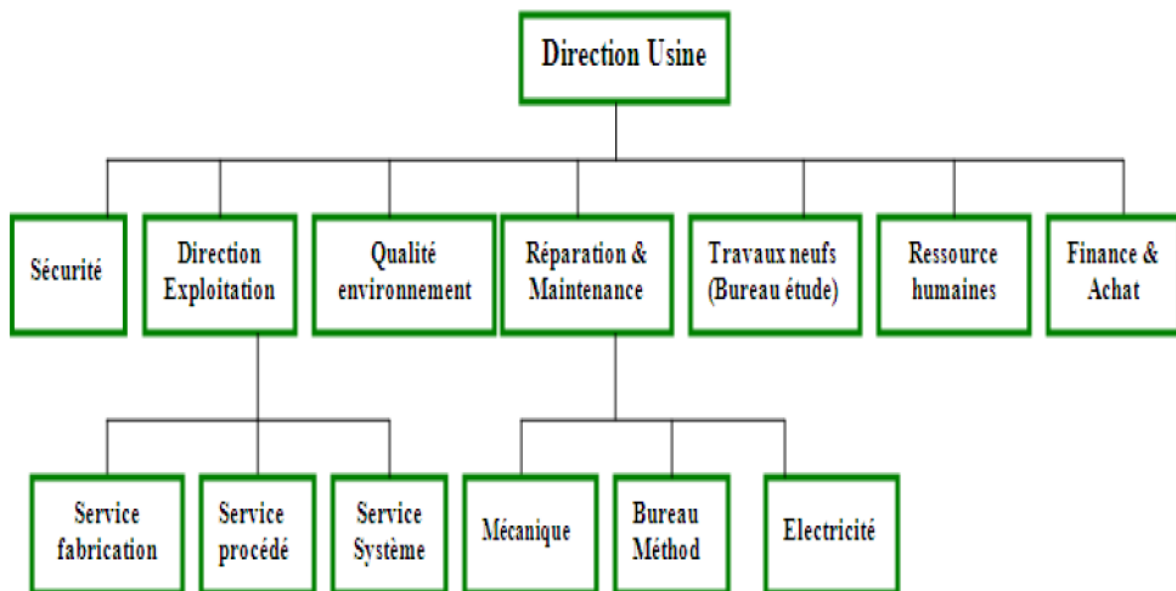 Direction Usine
Sécurité
Direction
Exploitation
Qualité
environnement
Réparation &
Maintenance
Travaux neufs
(Bureau étude)
Ressource
humaines
Finance &
Achat
Service
fabrication
Service
procédé
Service
Système
Mécanique
Bureau
Méthod
Electricité